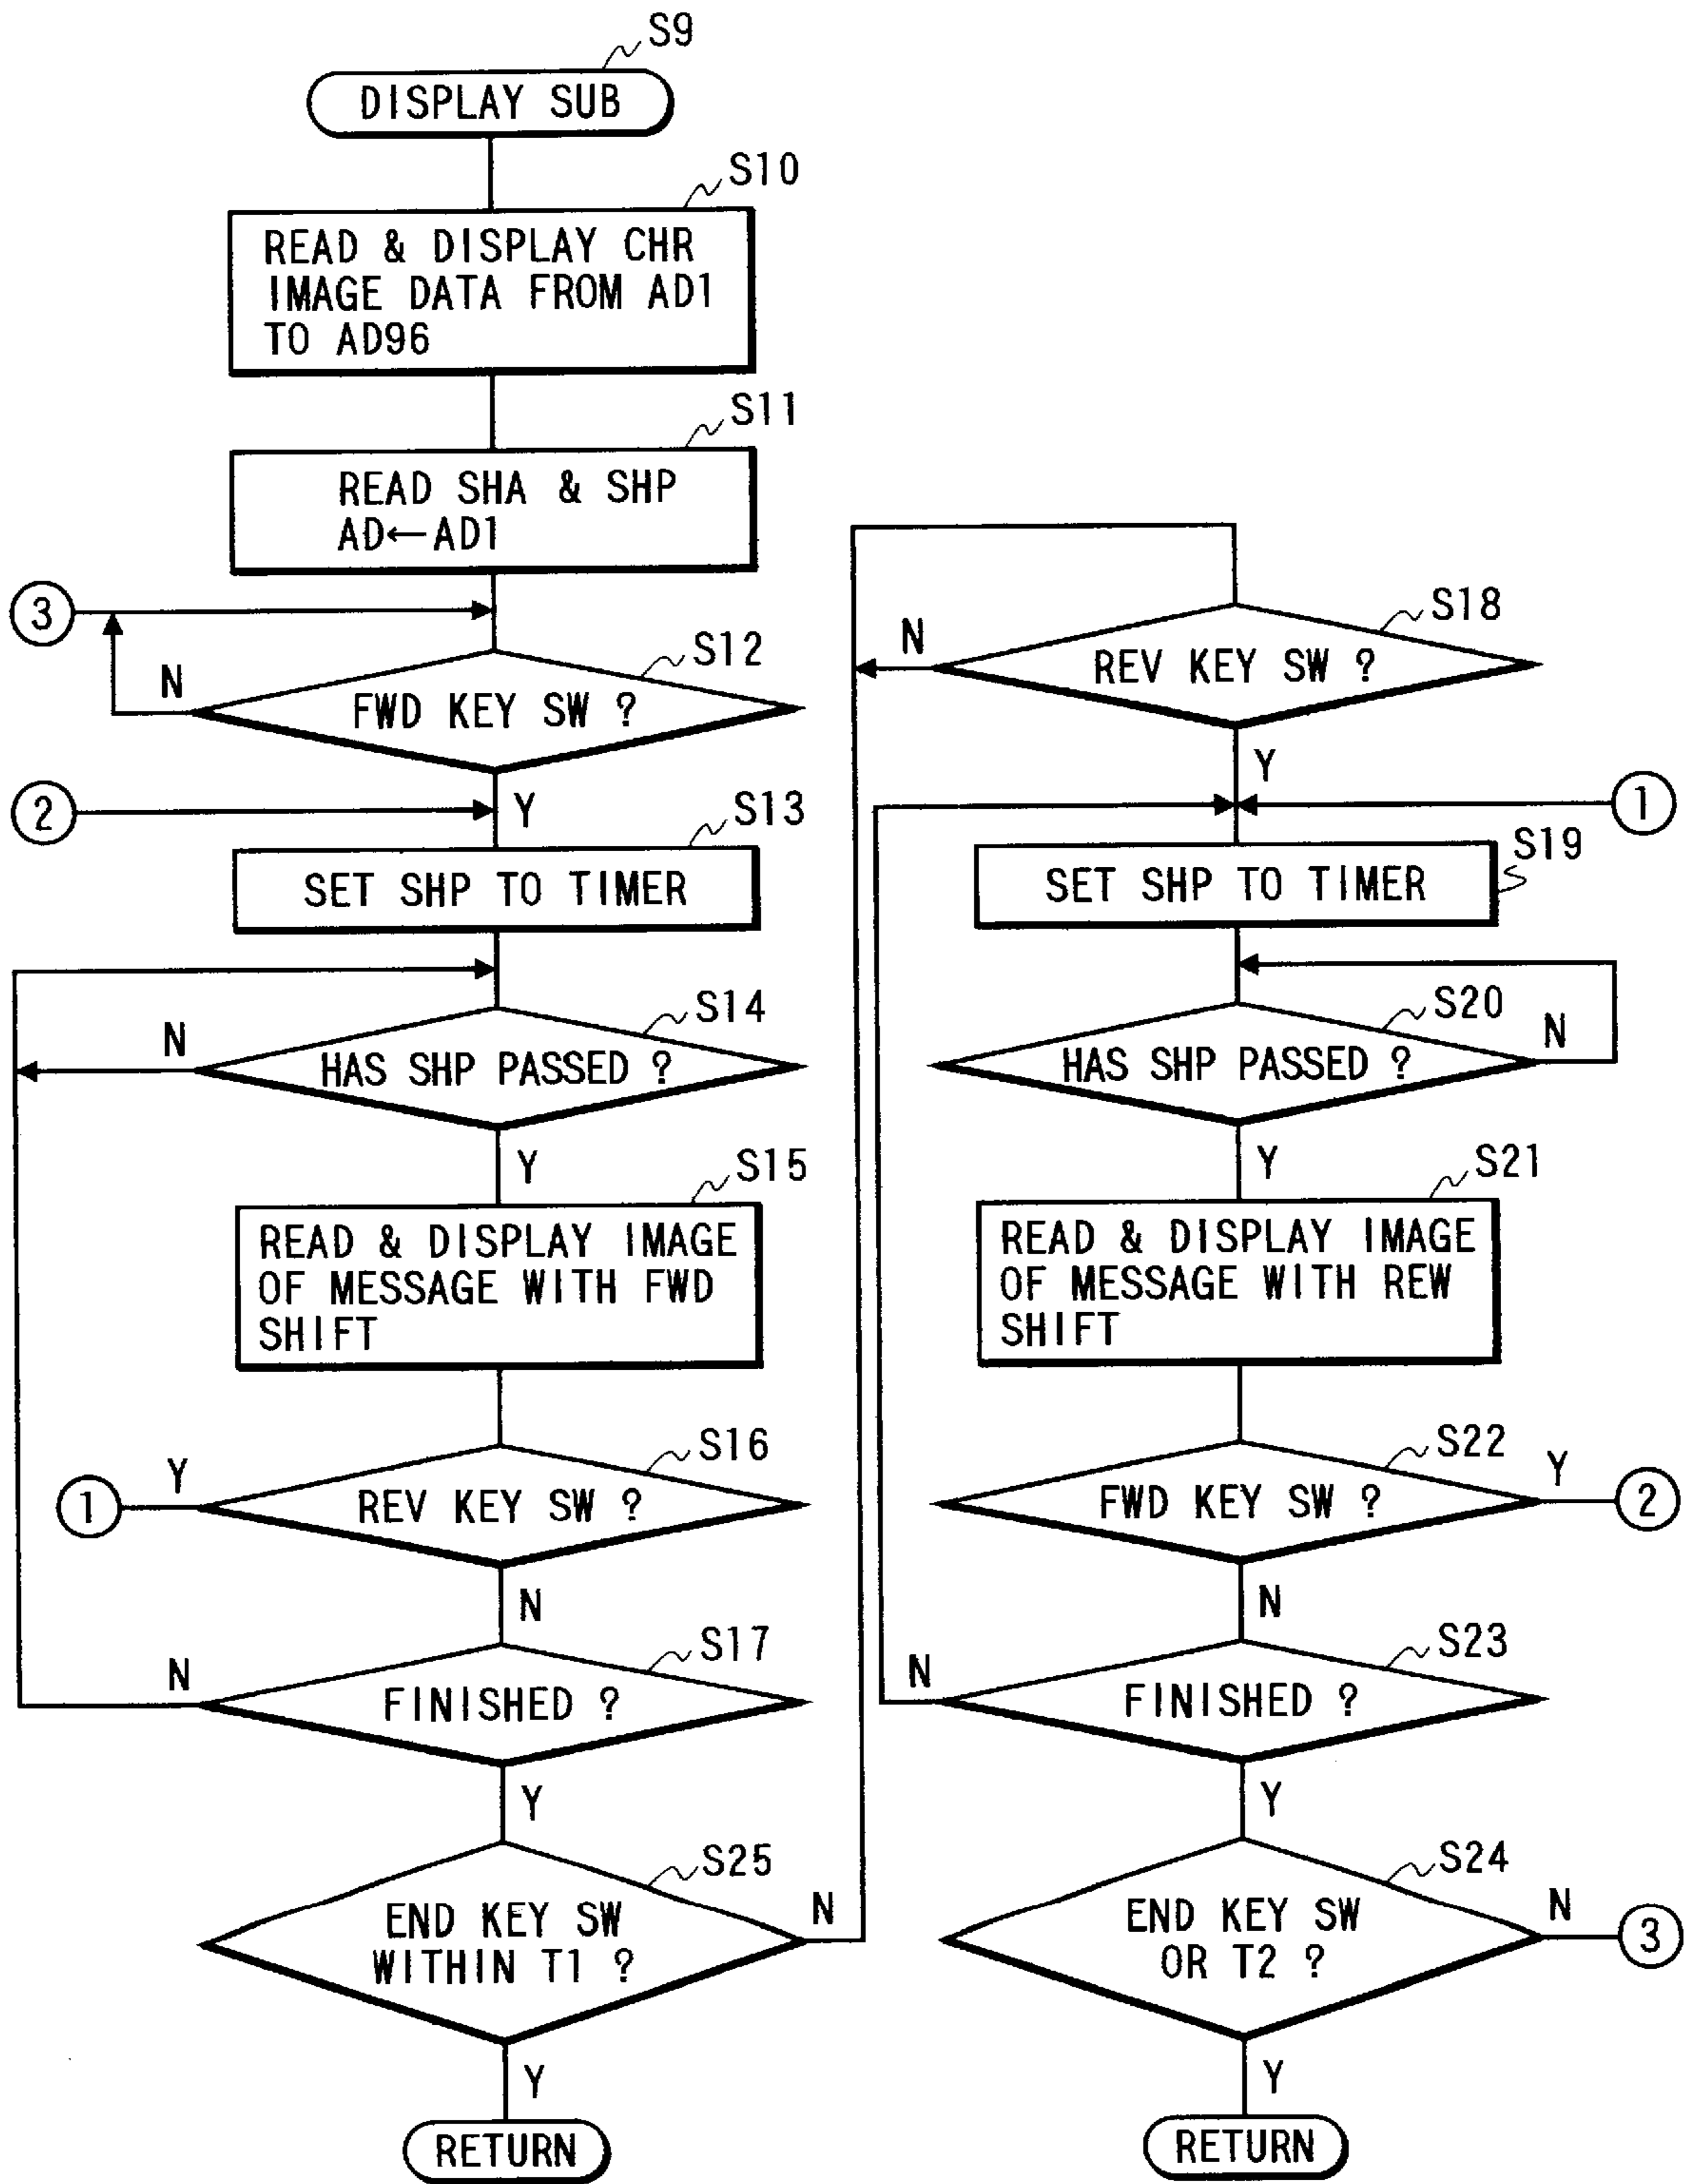 S9
DISPLAY SUB
S10
READ & DISPLAY CHR
IMAGE DATA FROM AD1
TO AD96
S11
READ SHA & SHP
AD←AD1
3
S12
N
FWD KEY SW ?
2
Y
S13
SET SHP TO TIMER
S14
N
HAS SHP PASSED ?
Y
S15
READ & DISPLAY IMAGE
OF MESSAGE WITH FWD
SHIFT
S16
Y
1
REV KEY SW ?
N
S17
N
FINISHED ?
Y
S25
END KEY SW
WITHIN T1 ?
N
Y
RETURN
S18
N
REV KEY SW ?
Y
1
S19
SET SHP TO TIMER
S20
N
HAS SHP PASSED ?
Y
S21
READ & DISPLAY IMAGE
OF MESSAGE WITH REW
SHIFT
S22
Y
FWD KEY SW ?
2
N
S23
N
FINISHED ?
Y
S24
END KEY SW
OR T2 ?
N
3
Y
RETURN